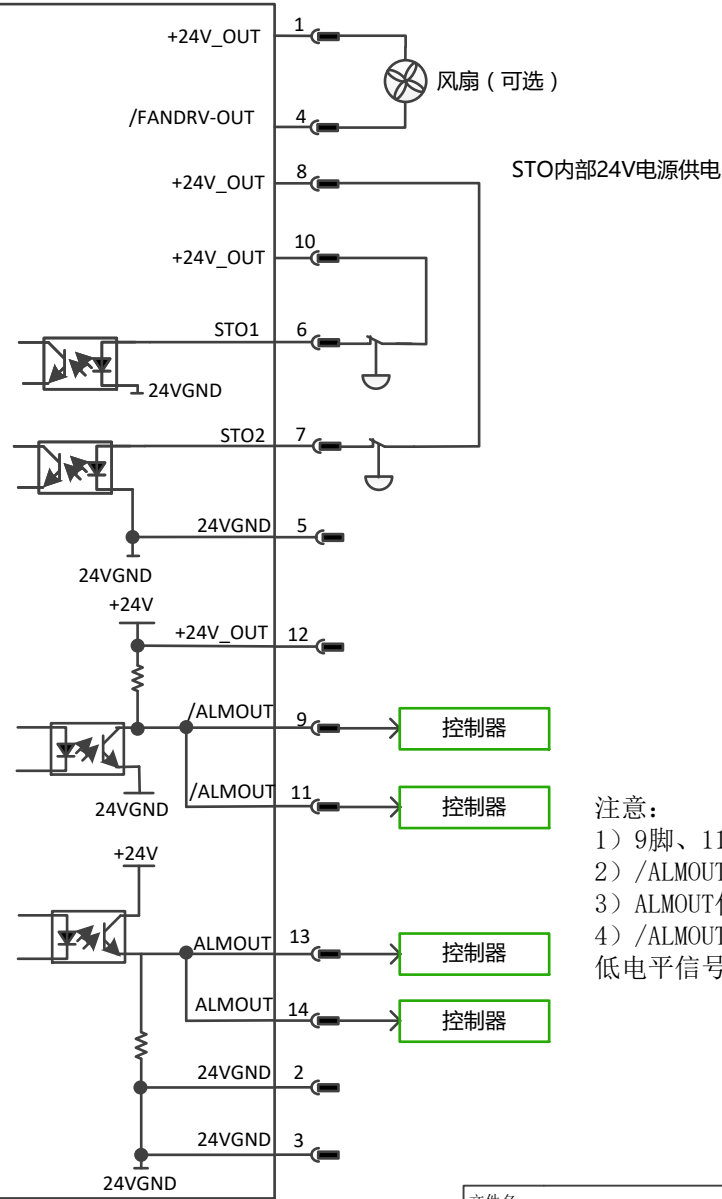 +24V_OUT 1
风扇（可选）
/FANDRV-OUT 4
+24V_OUT 8
STO内部24V电源供电
+24V_OUT 10
STO1 6
24VGND
STO2 7
24VGND 5
24VGND
+24V
+24V_OUT 12
/ALMOUT 9 控制器
/ALMOUT 11 控制器
24VGND
注意：
1）9脚、11
2）/ALMOUT
3）ALMOUT
4）/ALMOUT
低电平信号
+24V
ALMOUT 13 控制器
ALMOUT 14 控制器
24VGND 2
24VGND 3
24VGND